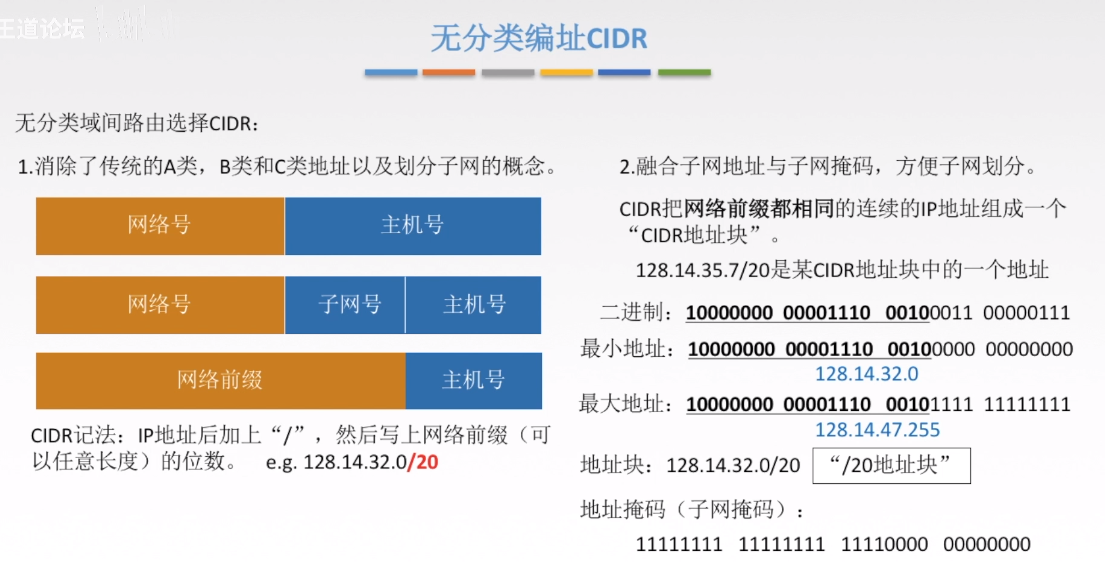 王道论坛
无分类编址CIDR
无分类域间路由选择CIDR：
1.消除了传统的A类，B类和C类地址以及划分子网的概念。
网络号 主机号
网络号 子网号 主机号
网络前缀 主机号
CIDR记法：IP地址后加上“/”，然后写上网络前缀（可
以任意长度）的位数。 e.g. 128.14.32.0/20
2.融合子网地址与子网掩码，方便子网划分。
CIDR把网络前缀都相同的连续的IP地址组成一个
“CIDR地址块”。
128.14.35.7/20是某CIDR地址块中的一个地址
二进制：10000000 00001110 00100011 00000111
最小地址：10000000 00001110 00100000 00000000
128.14.32.0
最大地址：10000000 00001110 00101111 11111111
128.14.47.255
地址块：128.14.32.0/20 “/20地址块”
地址掩码（子网掩码）：
11111111 11111111 11110000 00000000